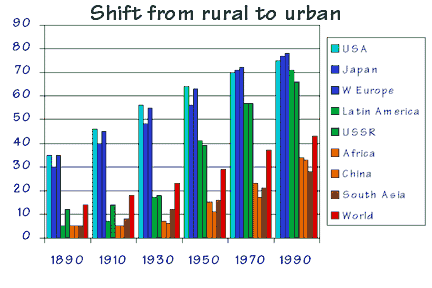 Shift from rural to urban
90
80
70
60
50
40
30
20
10
0
1890 1910 1930 1950 1970 1990
USA
Japan
W Europe
Latin America
USSR
Africa
China
South Asia
World